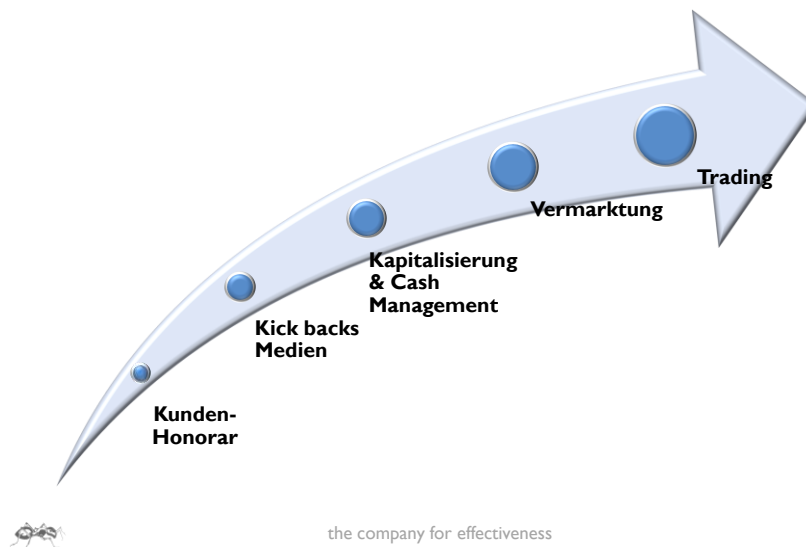 Trading
Vermarktung
Kapitalisierung
& Cash
Management
Kick backs
Medien
Kunden-
Honorar
the company for effectiveness